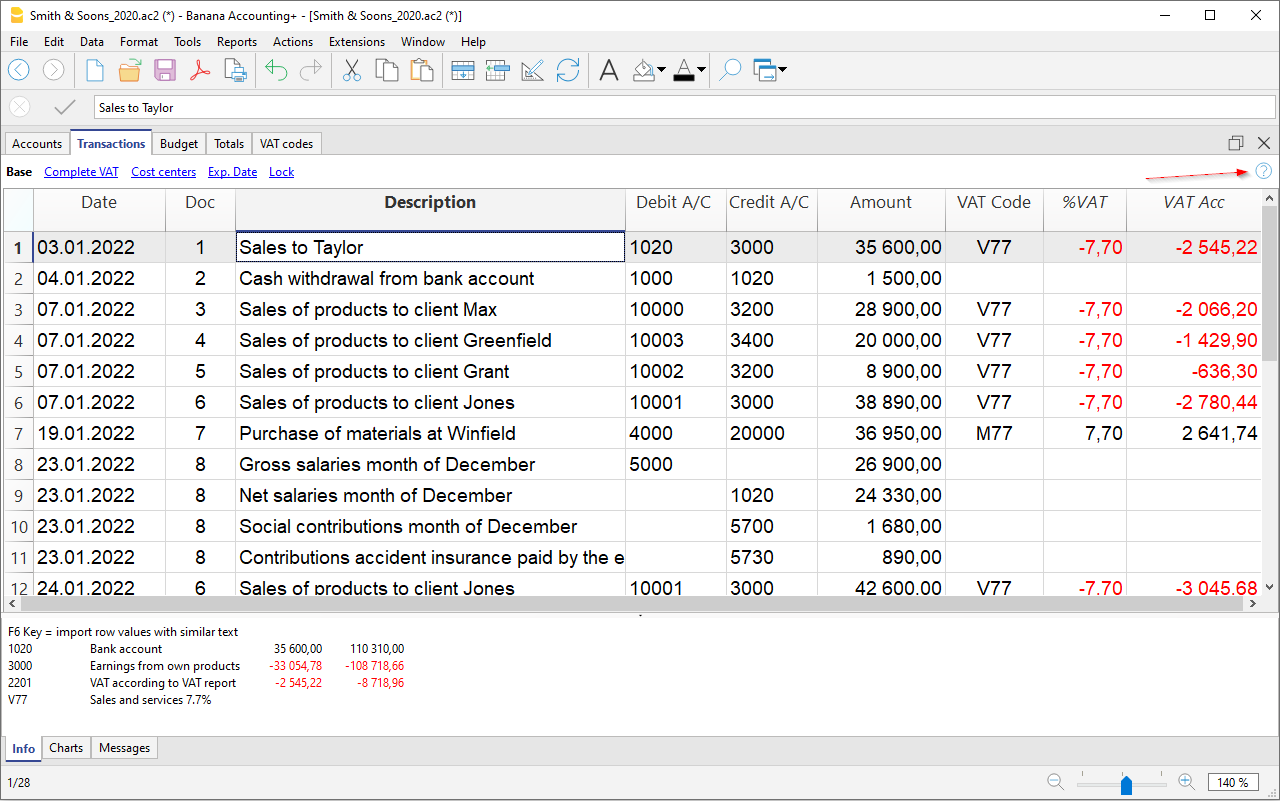 Smith & Soons_2020.ac2 (*) - Banana Accounting+ - [Smith & Soons_2020.ac2 (*)]
File Edit Data Format Tools Reports Actions Extensions Window Help
Sales to Taylor
Accounts Transactions Budget Totals VAT codes
Base Complete VAT Cost centers Exp. Date Lock
Date Doc Description Debit A/C Credit A/C Amount VAT Code %VAT VAT Acc
1 03.01.2022 1 Sales to Taylor 1020 3000 35 600,00 V77 -7,70 -2 545,22
2 04.01.2022 2 Cash withdrawal from bank account 1000 1020 1 500,00
3 07.01.2022 3 Sales of products to client Max 10000 3200 28 900,00 V77 -7,70 -2 066,20
4 07.01.2022 4 Sales of products to client Greenfield 10003 3400 20 000,00 V77 -7,70 -1 429,90
5 07.01.2022 5 Sales of products to client Grant 10002 3200 8 900,00 V77 -7,70 -636,30
6 07.01.2022 6 Sales of products to client Jones 10001 3000 38 890,00 V77 -7,70 -2 780,44
7 19.01.2022 7 Purchase of materials at Winfield 4000 20000 36 950,00 M77 7,70 2 641,74
8 23.01.2022 8 Gross salaries month of December 5000 26 900,00
9 23.01.2022 8 Net salaries month of December 1020 24 330,00
10 23.01.2022 8 Social contributions month of December 5700 1 680,00
11 23.01.2022 8 Contributions accident insurance paid by the e 5730 890,00
12 24.01.2022 6 Sales of products to client Jones 10001 3000 42 600,00 V77 -7,70 -3 045,68
F6 Key = import row values with similar text
1020 Bank account 35 600,00 110 310,00
3000 Earnings from own products -33 054,78 -108 718,66
2201 VAT according to VAT report -2 545,22 -8 718,96
V77 Sales and services 7.7%
Info Charts Messages
1/28 140 %